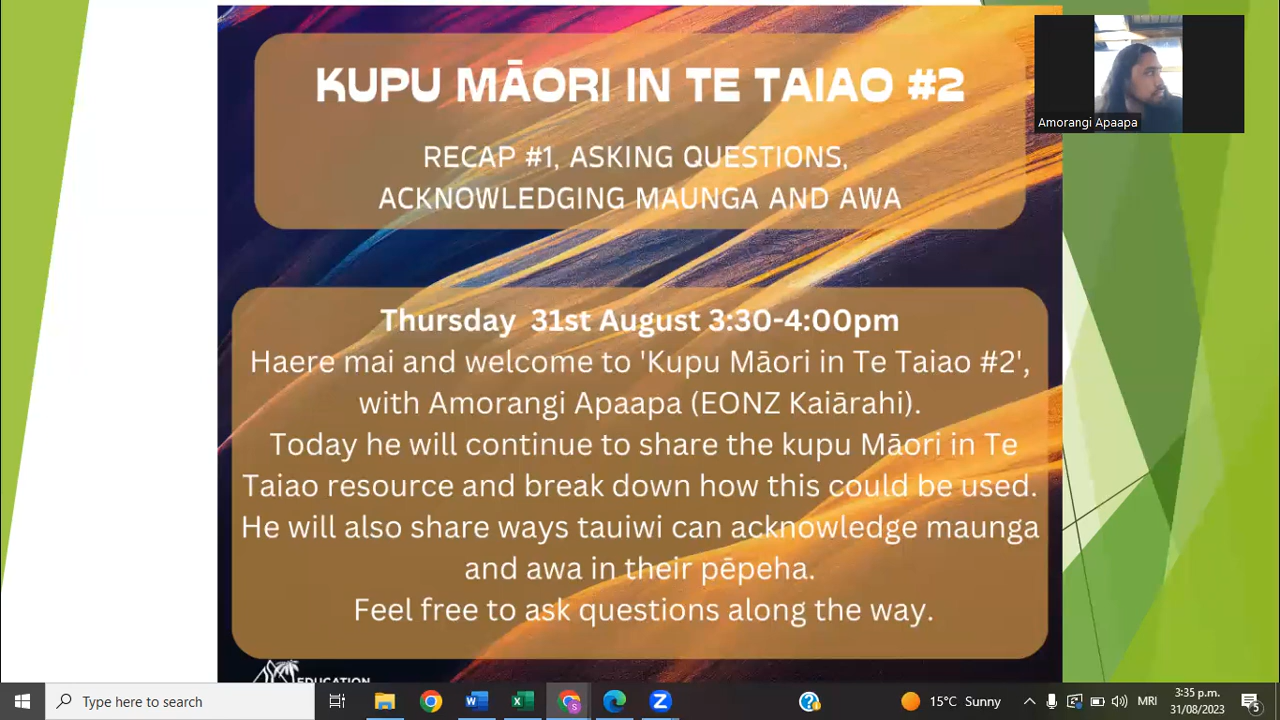 KUPU MĀORI IN TE TAIAO #2
RECAP #1, ASKING QUESTIONS,
ACKNOWLEDGING MAUNGA AND AWA
Amorangi Apaapa
Thursday 31st August 3:30-4:00pm
Haere mai and welcome to 'Kupu Māori in Te Taiao #2',
with Amorangi Apaapa (EONZ Kaiārahi).
Today he will continue to share the kupu Māori in Te
Taiao resource and break down how this could be used.
He will also share ways tauiwi can acknowledge maunga
and awa in their pēpeha.
Feel free to ask questions along the way.
EDUCATION
Type here to search
15°C Sunny
MRI
3:35 p.m.
31/08/2023
5